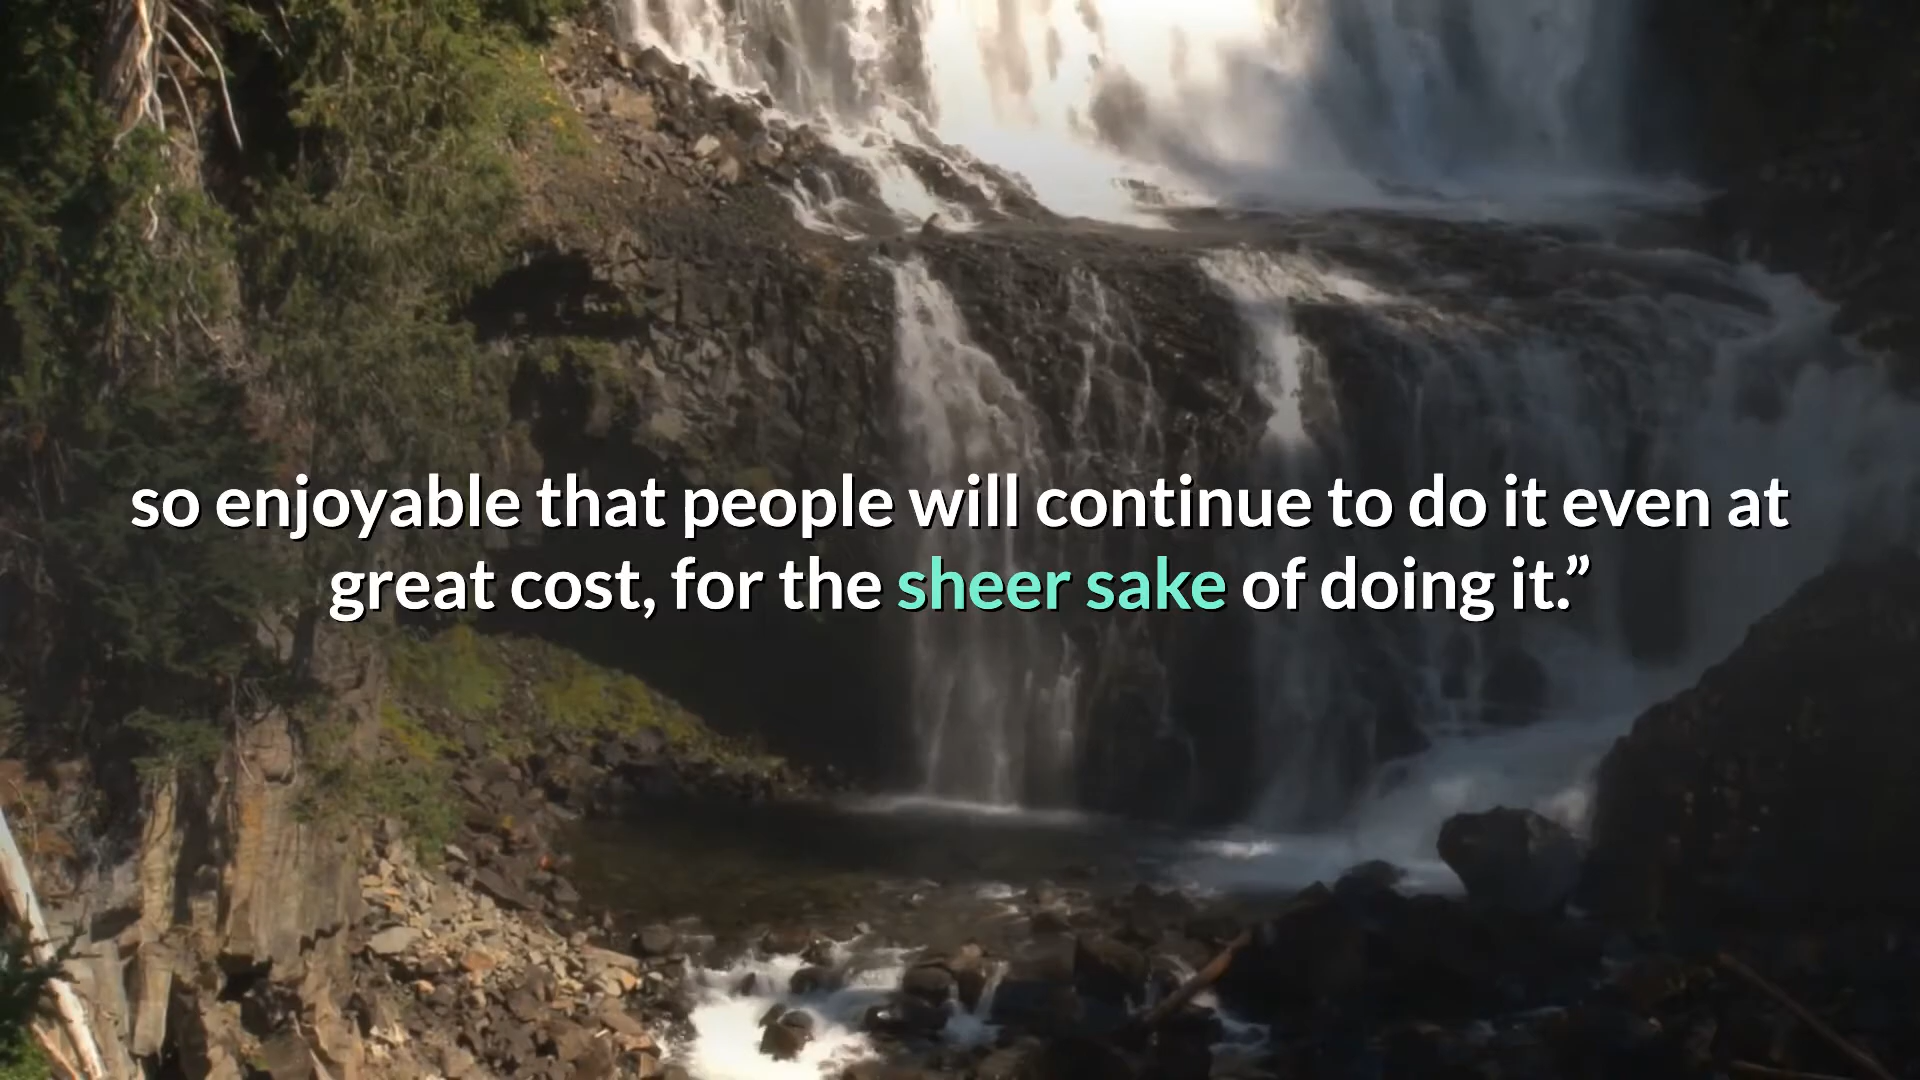 so enjoyable that people will continue to do it even at
great cost, for the sheer sake of doing it.”